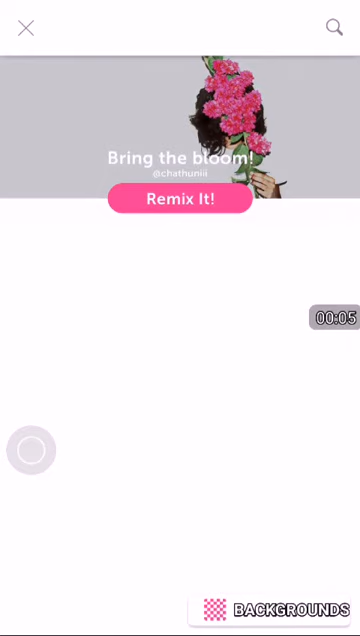 Bring the bloom!
@chathuniii
Remix It!
00:05
BACKGROUNDS